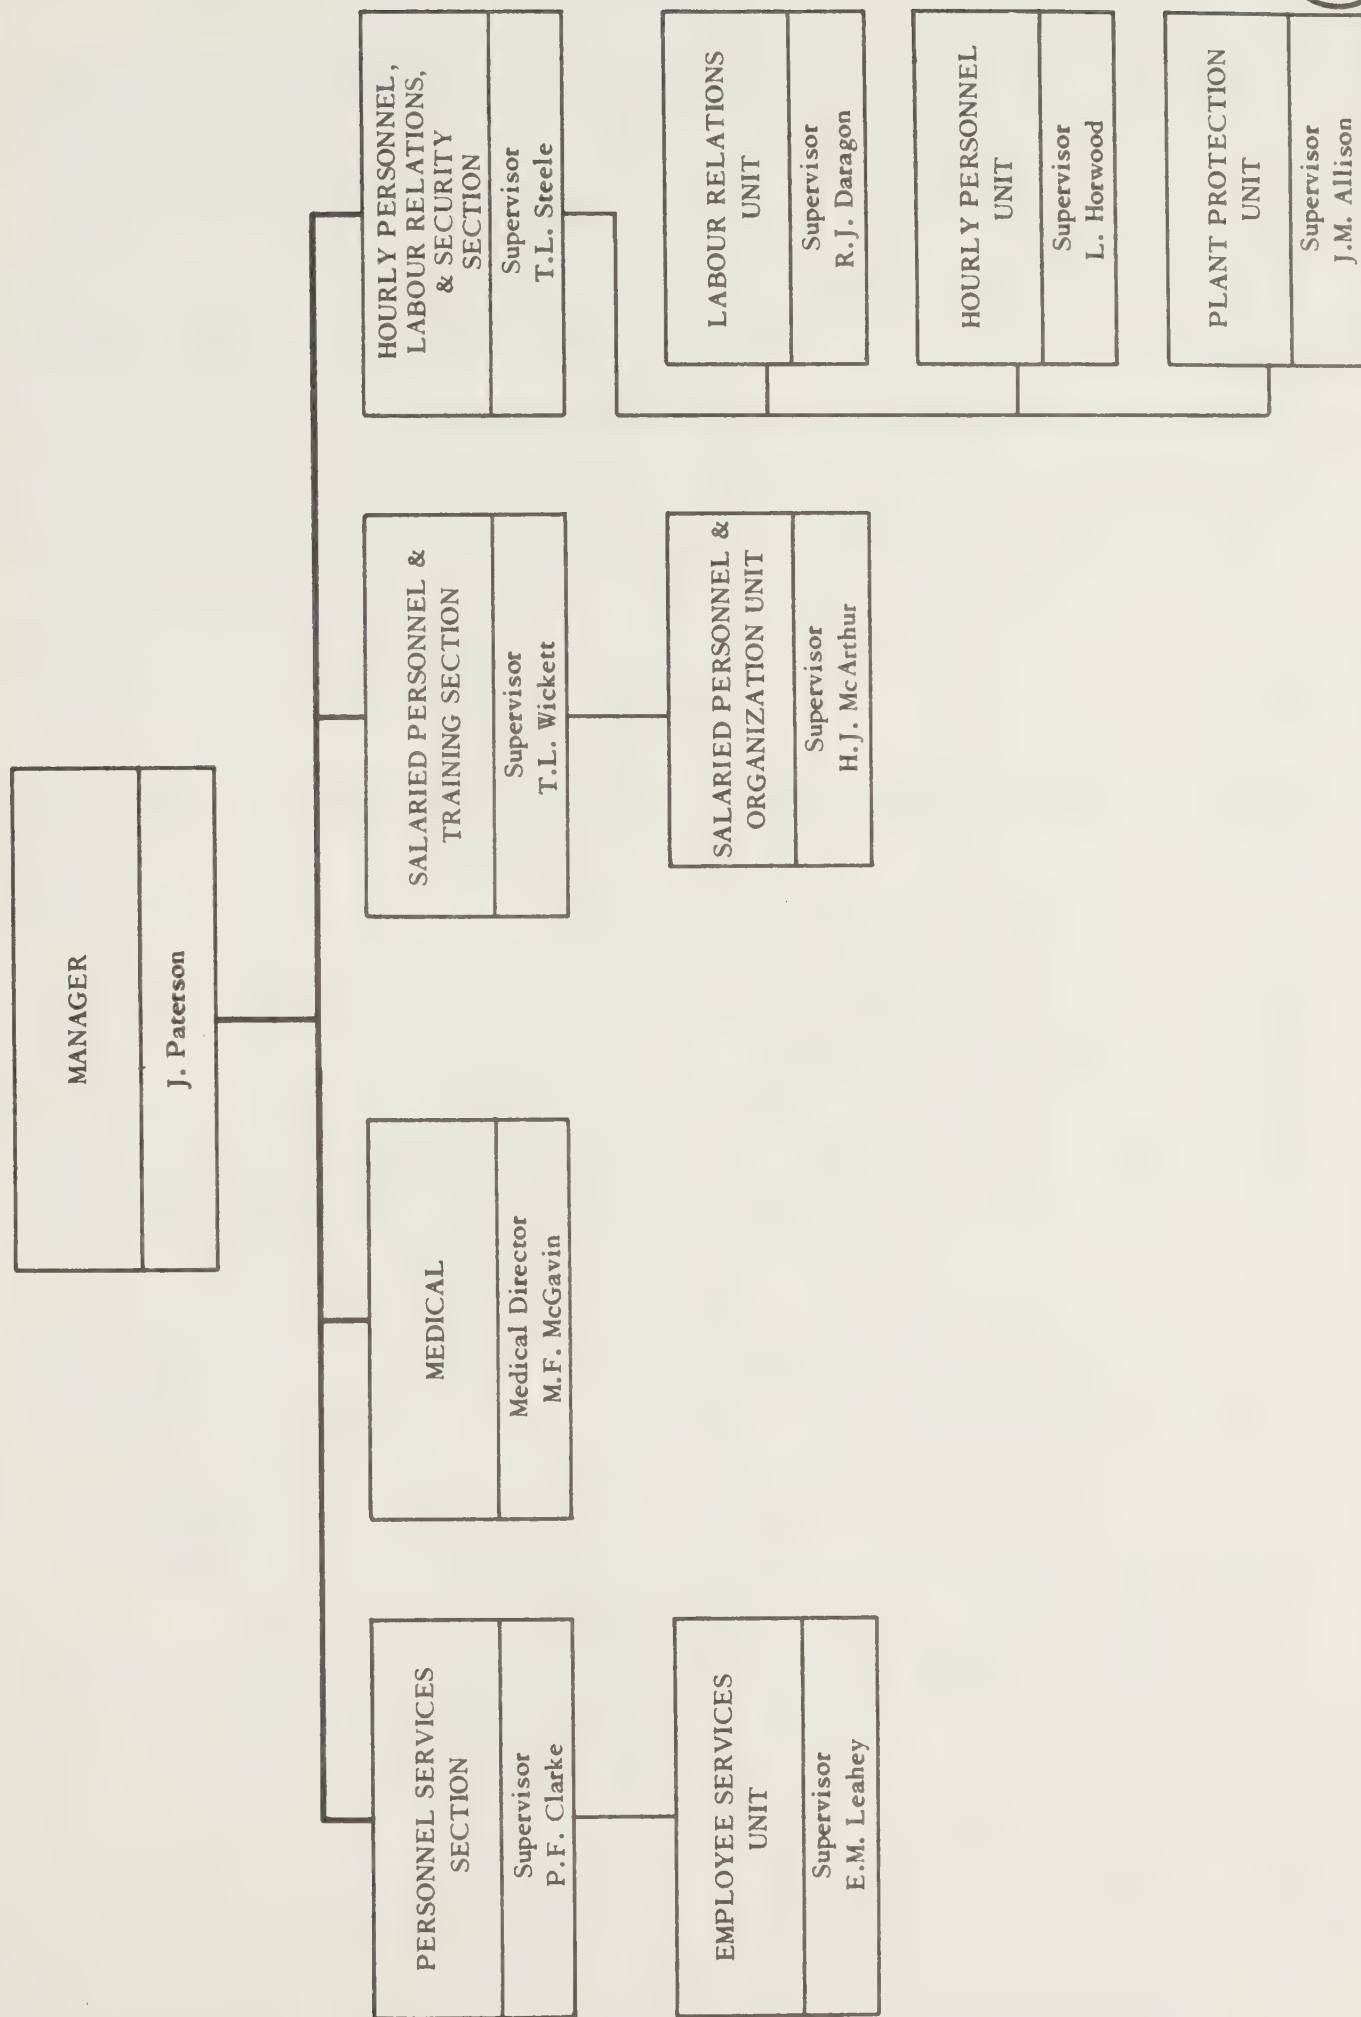 MANAGER
J. Paterson
PERSONNEL SERVICES
SECTION
Supervisor
P.F. Clarke
EMPLOYEE SERVICES
UNIT
Supervisor
E.M. Leahey
MEDICAL
Medical Director
M.F. McGavin
SALARIED PERSONNEL &
TRAINING SECTION
Supervisor
T.L. Wickett
SALARIED PERSONNEL &
ORGANIZATION UNIT
Supervisor
H.J. McArthur
HOURLY PERSONNEL,
LABOUR RELATIONS,
& SECURITY
SECTION
Supervisor
T.L. Steele
LABOUR RELATIONS
UNIT
Supervisor
R.J. Daragon
HOURLY PERSONNEL
UNIT
Supervisor
L. Horwood
PLANT PROTECTION
UNIT
Supervisor
J.M. Allison